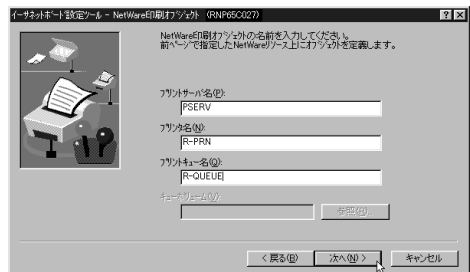 イーサネットボード設定ツール - NetWare印刷オブジェクト (RNP65C027)
NetWare印刷オブジェクトの名前を入力してください。
前ページで指定したNetWareリソース上にオブジェクトを定義します。
プリントサーバ名(P):
PSERV
プリンタ名(N):
R-PRN
プリントキュー名(Q):
R-QUEUE
キューボリューム(V):
参照(R)...
< 戻る(B)
次へ(N) >
キャンセル